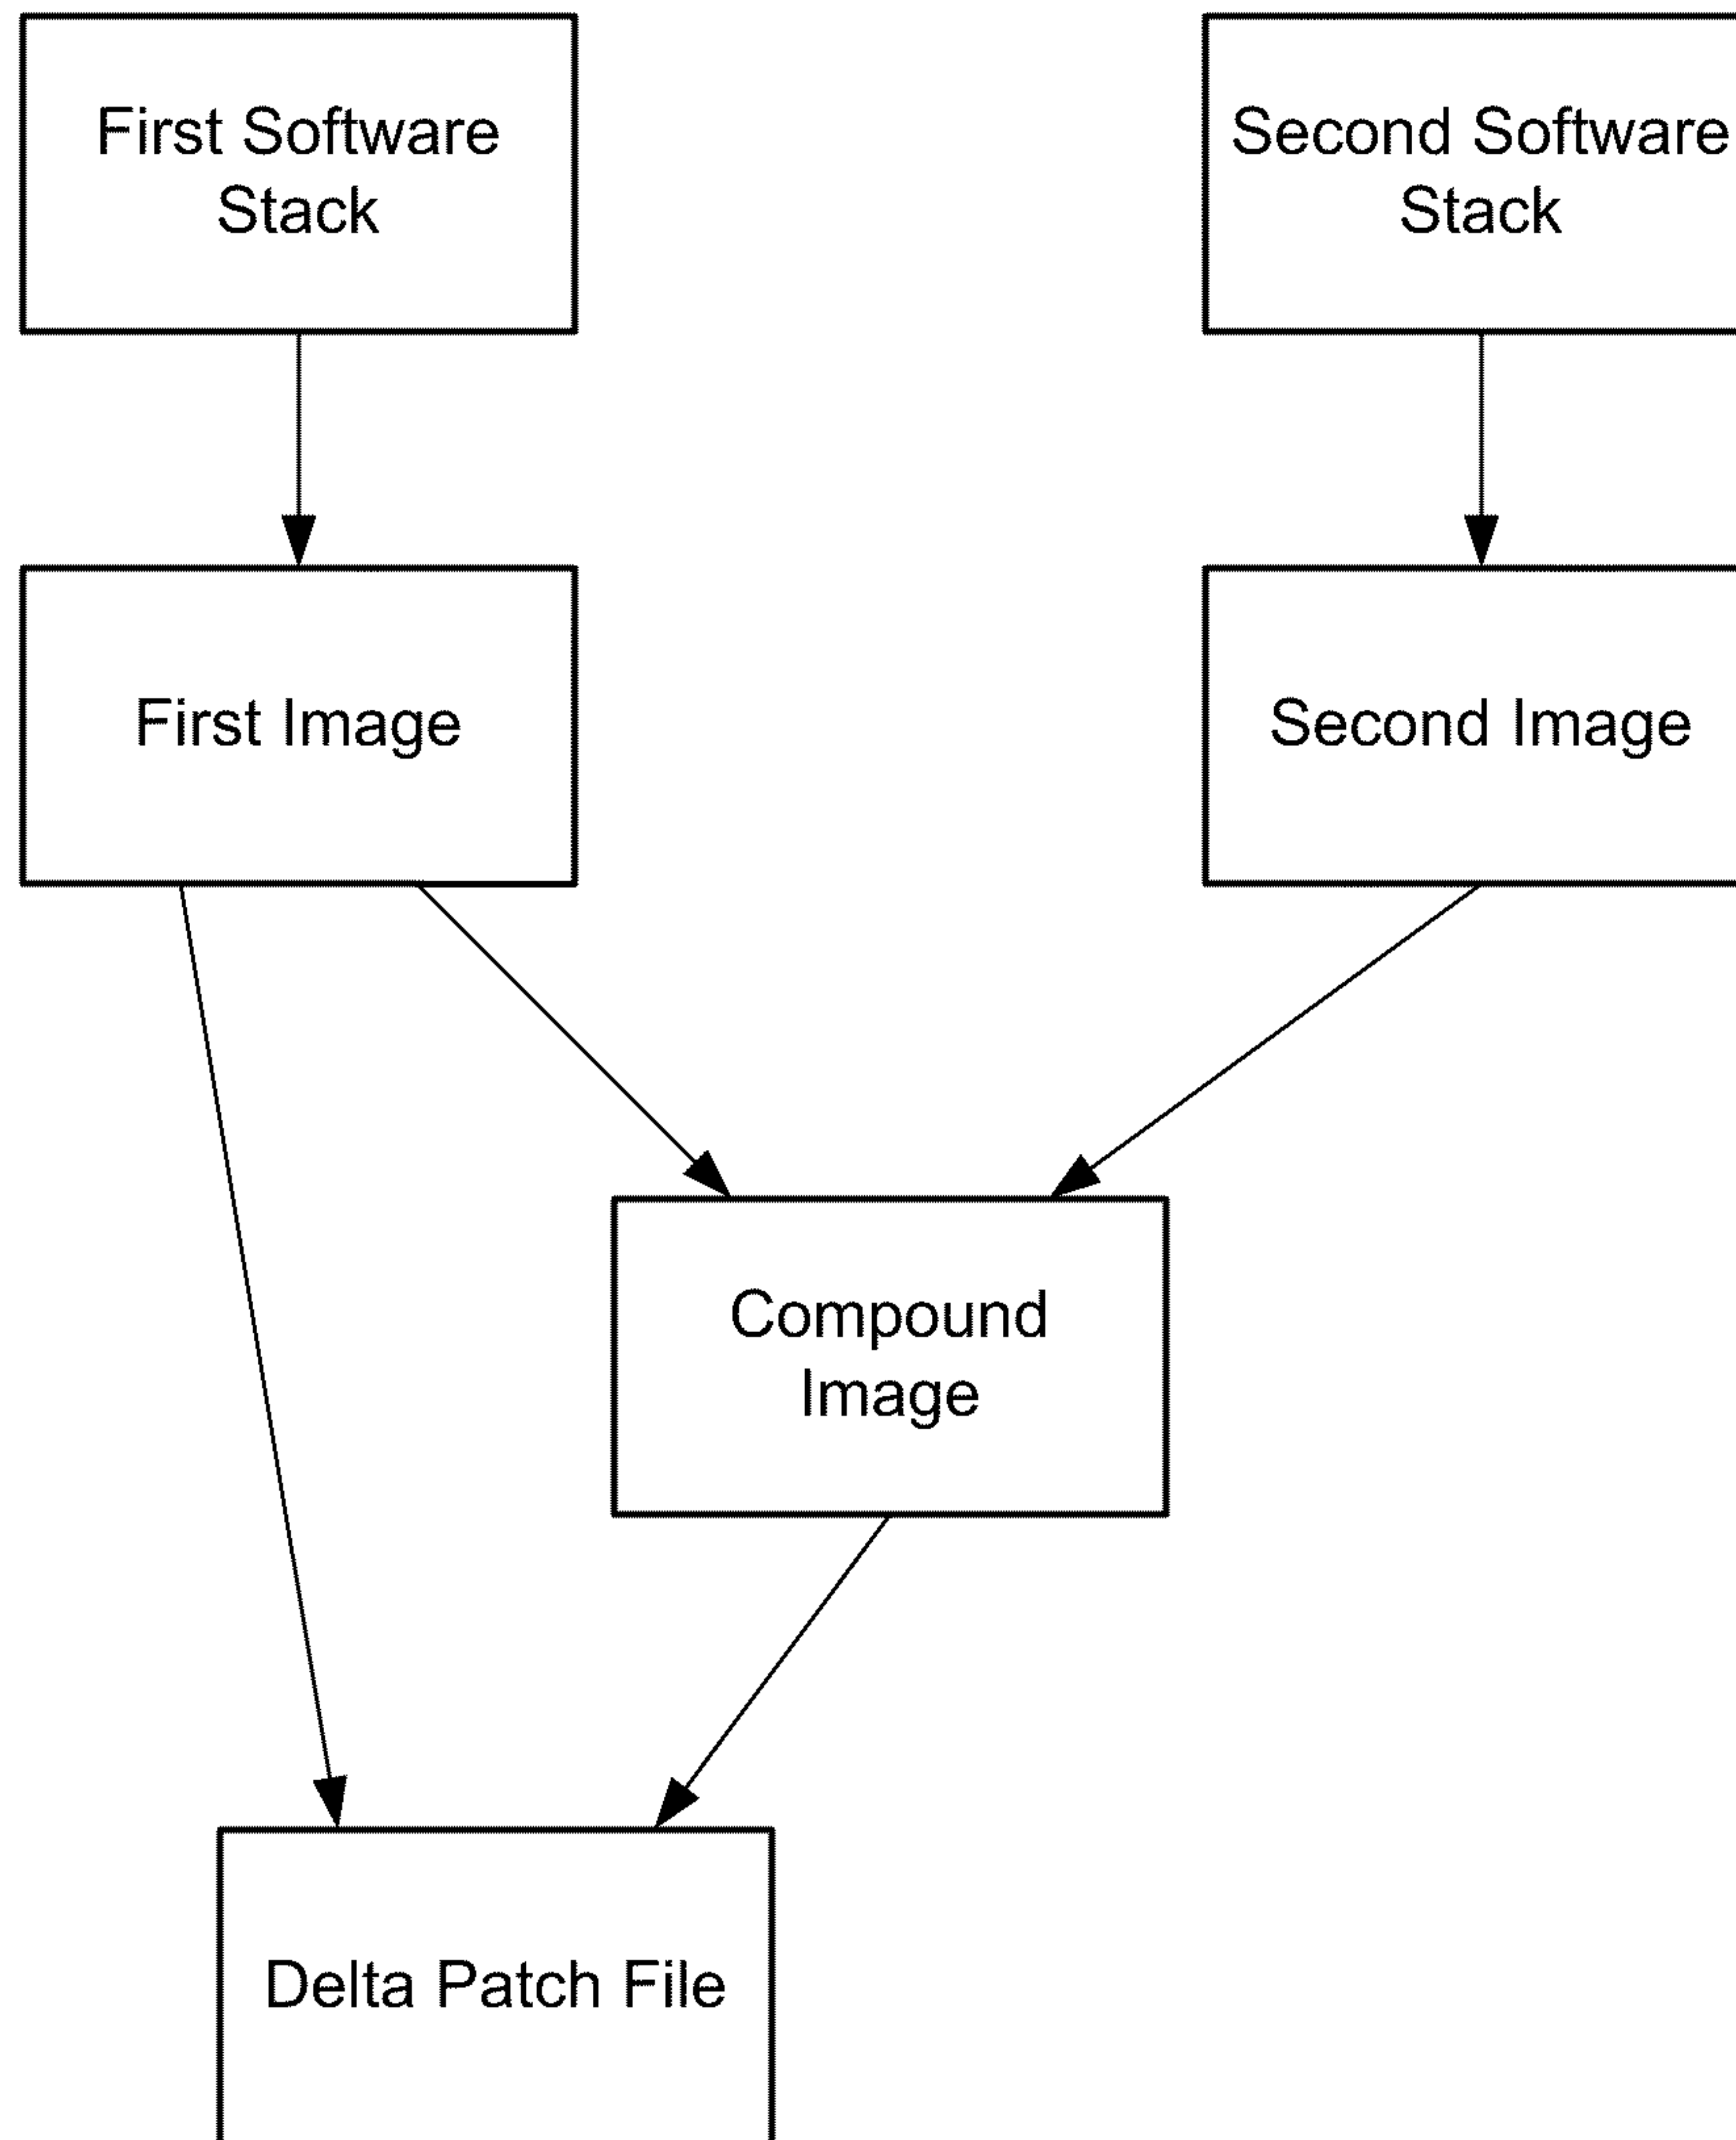 First Software
Stack
Second Software
Stack
First Image
Second Image
Compound
Image
Delta Patch File